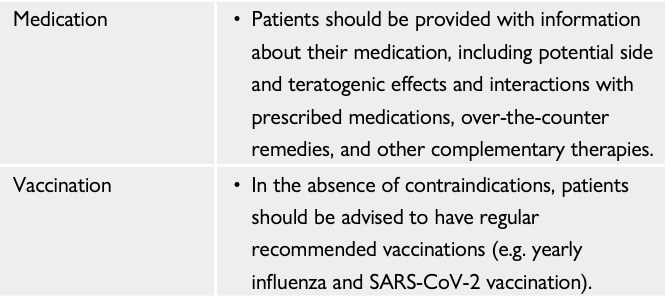 Medication
• Patients should be provided with information
about their medication, including potential side
and teratogenic effects and interactions with
prescribed medications, over-the-counter
remedies, and other complementary therapies.
Vaccination
• In the absence of contraindications, patients
should be advised to have regular
recommended vaccinations (e.g. yearly
influenza and SARS-CoV-2 vaccination).